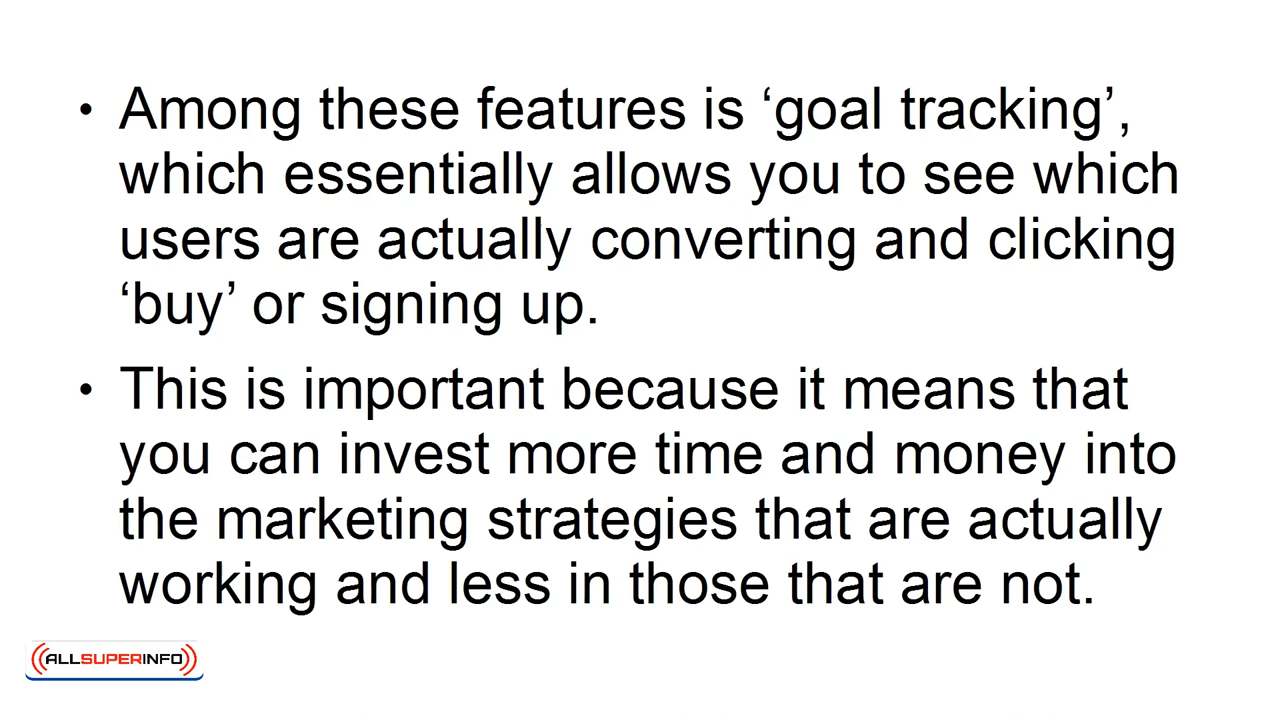 • Among these features is ‘goal tracking’,
which essentially allows you to see which
users are actually converting and clicking
‘buy’ or signing up.
• This is important because it means that
you can invest more time and money into
the marketing strategies that are actually
working and less in those that are not.
ALLSUPERINFO